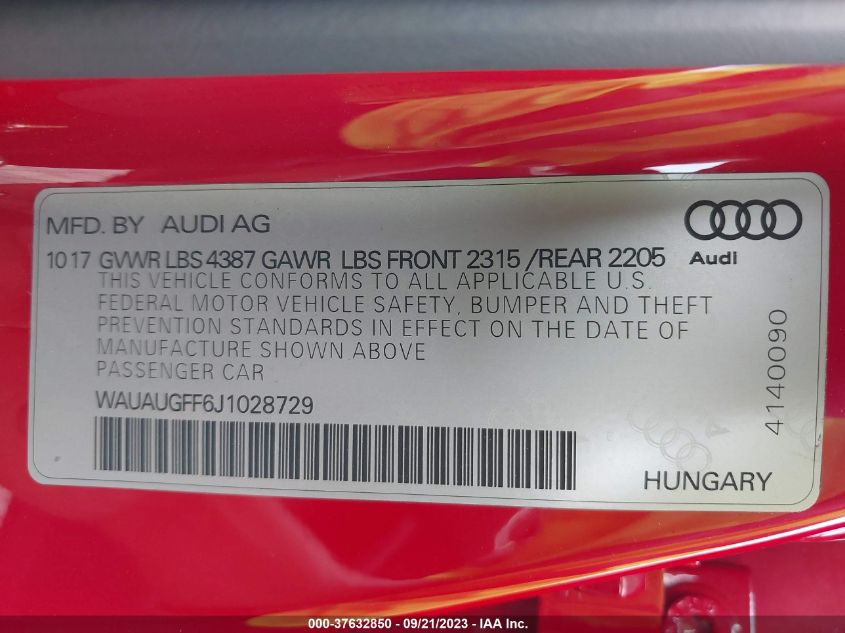 MFD. BY AUDI AG
10 17 GVWR LBS 4387 GAWR LBS FRONT 2315 /REAR 2205
Audi
THIS VEHICLE CONFORMS TO ALL APPLICABLE U.S.
FEDERAL MOTOR VEHICLE SAFETY, BUMPER AND THEFT
PREVENTION STANDARDS IN EFFECT ON THE DATE OF
MANUFACTURE SHOWN ABOVE
PASSENGER CAR
WAUAUGFF6J1028729
4140090
HUNGARY
000-37632850 - 09/21/2023 - IAA Inc.